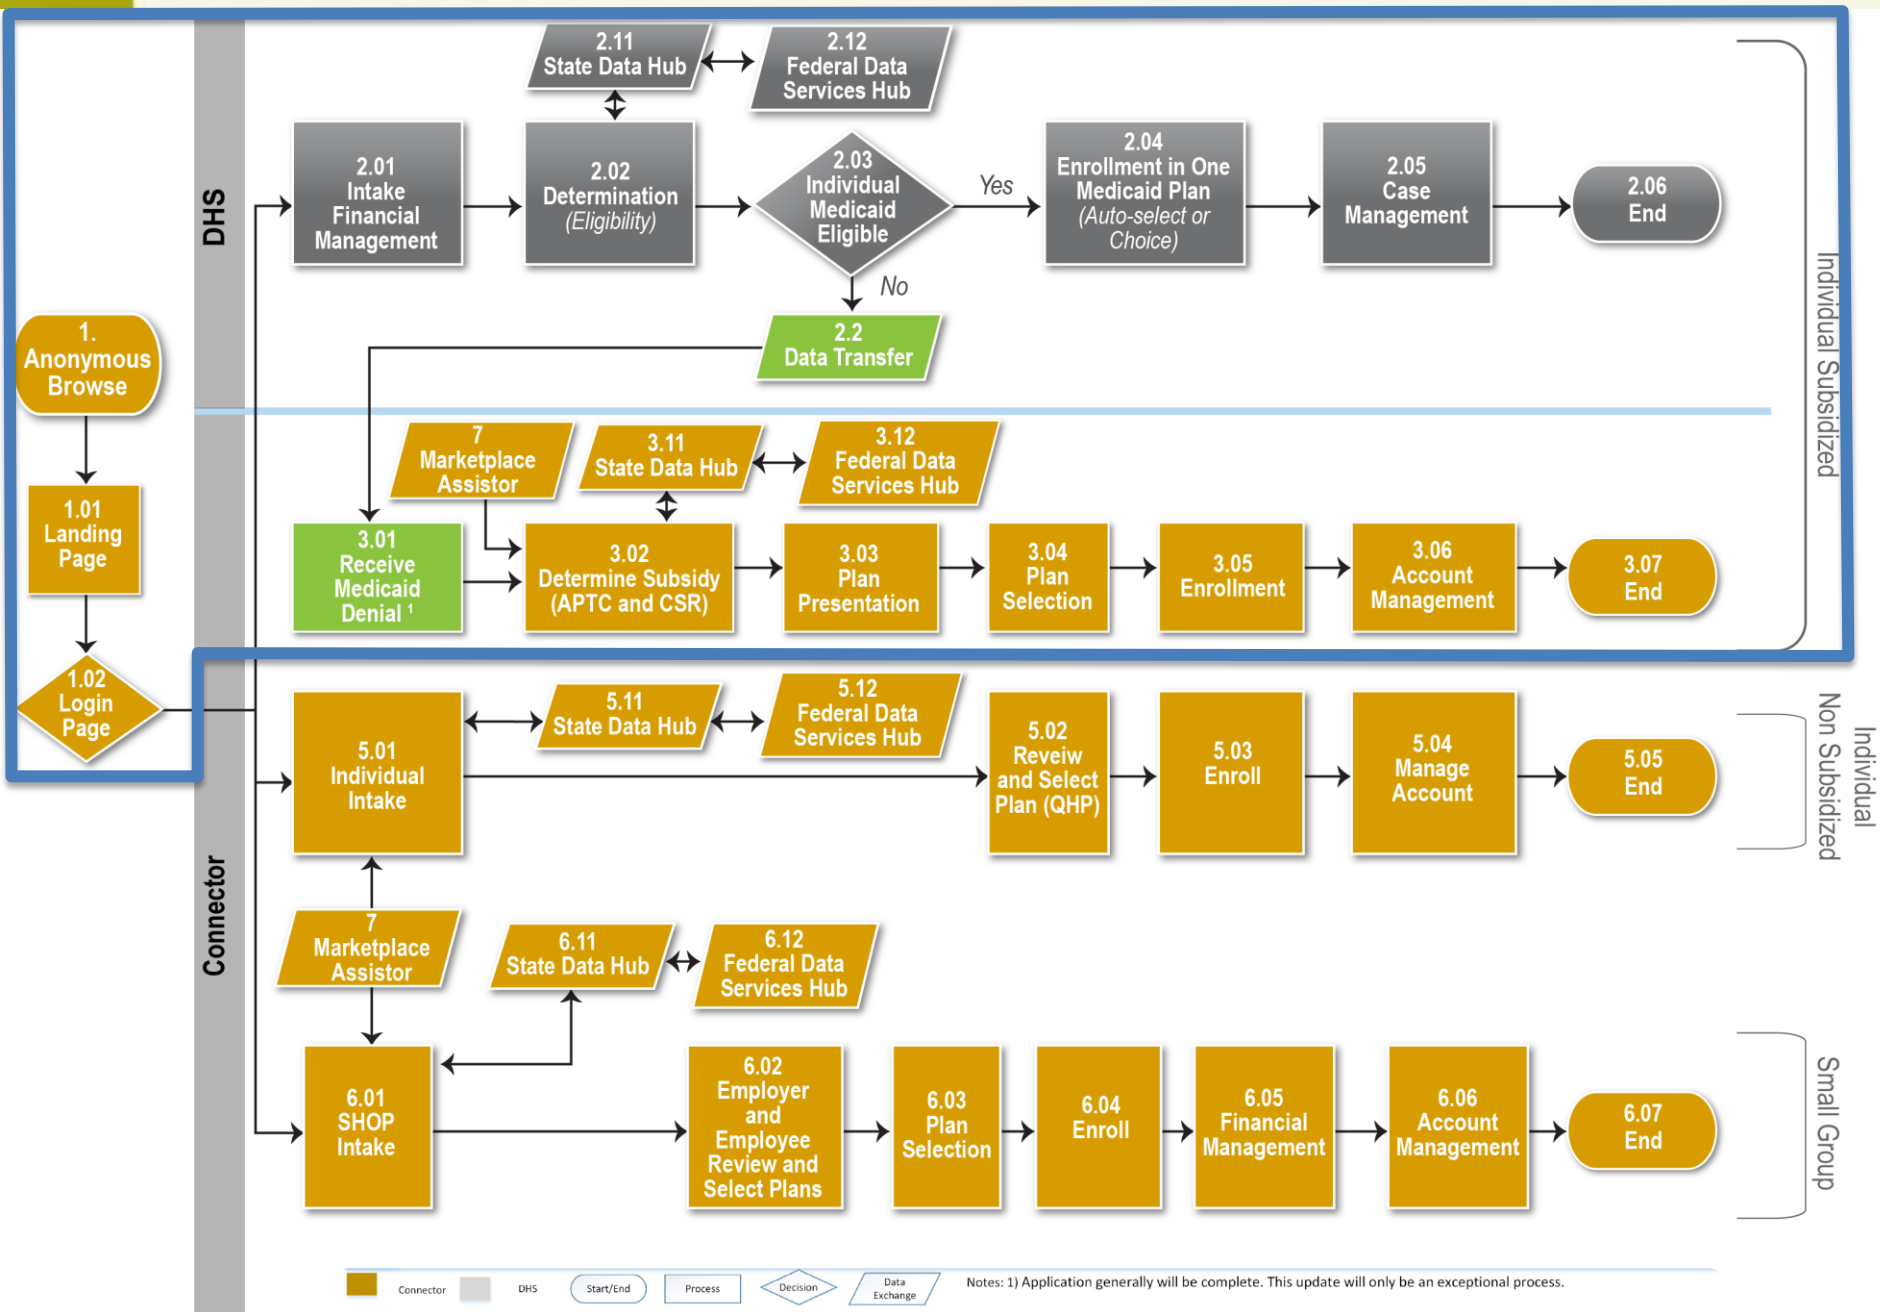 DHS
Connector
1.
Anonymous
Browse
1.01
Landing
Page
1.02
Login
Page
2.11
State Data Hub
2.12
Federal Data
Services Hub
2.01
Intake
Financial
Management
2.02
Determination
(Eligibility)
2.03
Individual
Medicaid
Eligible
Yes
No
2.04
Enrollment in One
Medicaid Plan
(Auto-select or
Choice)
2.05
Case
Management
2.06
End
2.2
Data Transfer
Individual Subsidized
7
Marketplace
Assistor
3.11
State Data Hub
3.12
Federal Data
Services Hub
3.01
Receive
Medicaid
Denial 1
3.02
Determine Subsidy
(APTC and CSR)
3.03
Plan
Presentation
3.04
Plan
Selection
3.05
Enrollment
3.06
Account
Management
3.07
End
5.01
Individual
Intake
5.11
State Data Hub
5.12
Federal Data
Services Hub
5.02
Reveiw
and Select
Plan (QHP)
5.03
Enroll
5.04
Manage
Account
5.05
End
Individual
Non Subsidized
7
Marketplace
Assistor
6.11
State Data Hub
6.12
Federal Data
Services Hub
6.01
SHOP
Intake
6.02
Employer
and
Employee
Review and
Select Plans
6.03
Plan
Selection
6.04
Enroll
6.05
Financial
Management
6.06
Account
Management
6.07
End
Small Group
Connector
DHS
Start/End
Process
Decision
Data
Exchange
Notes: 1) Application generally will be complete. This update will only be an exceptional process.